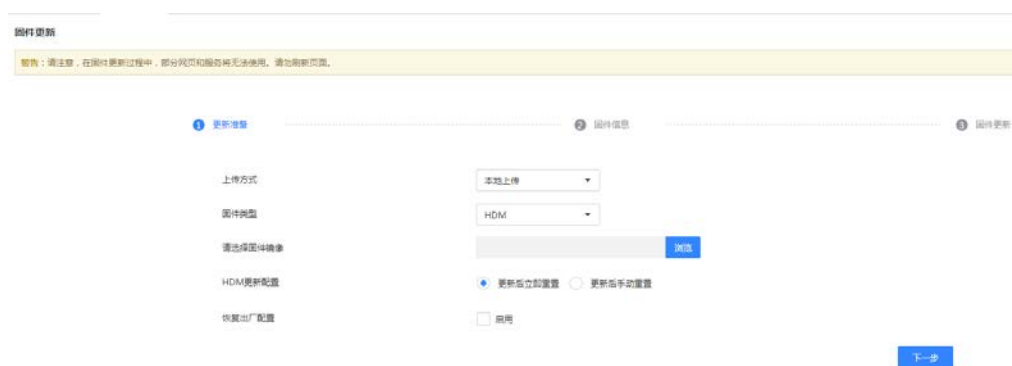 固件更新
警告：请注意，在固件更新过程中，部分网页和服务将无法使用。请勿刷新页面。
1 更新准备 2 固件信息 3 固件更新
上传方式 本地上传
固件类型 HDM
请选择固件镜像 浏览
HDM更新配置 更新后立即重置 更新后手动重置
恢复出厂配置 启用
下一步